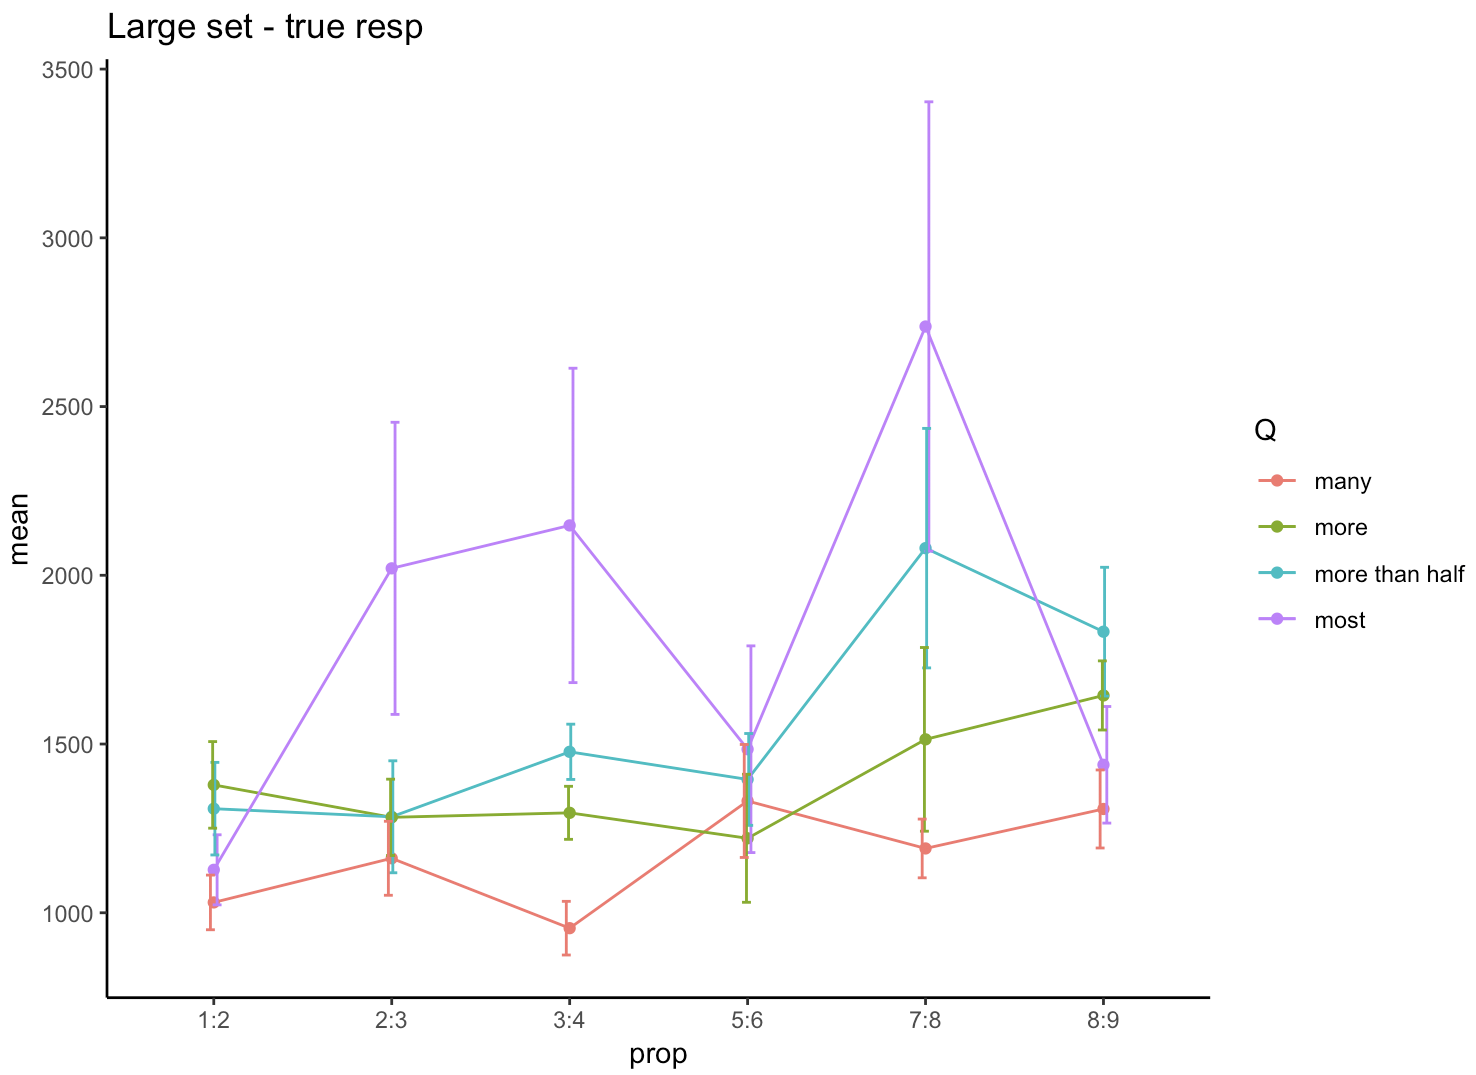 Large set - true resp
3500
3000
2500
2000
1500
1000
mean
1:2 2:3 3:4 5:6 7:8 8:9
prop
Q
many
more
more than half
most